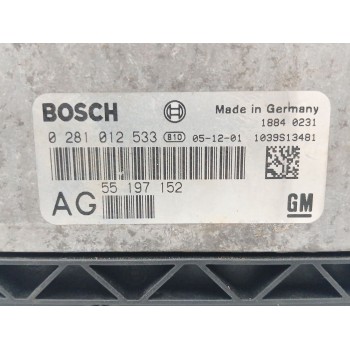 BOSCH Made in Germany
1884 0231
0 281 012 533 B10 05-12-01 1039S13481
AG 55 197 152
GM